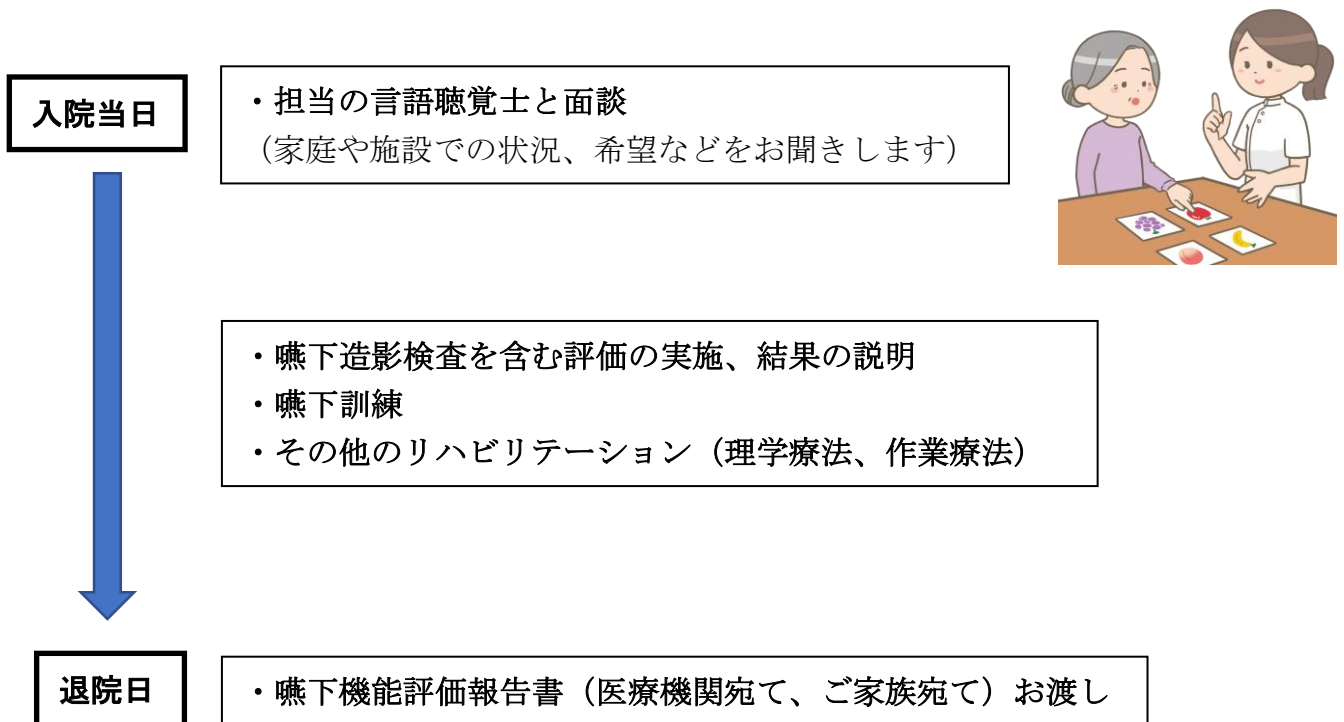 入院当日
・担当の言語聴覚士と面談
（家庭や施設での状況、希望などをお聞きします）
・嚥下造影検査を含む評価の実施、結果の説明
・嚥下訓練
・その他のリハビリテーション（理学療法、作業療法）
退院日
・嚥下機能評価報告書（医療機関宛て、ご家族宛て）お渡し